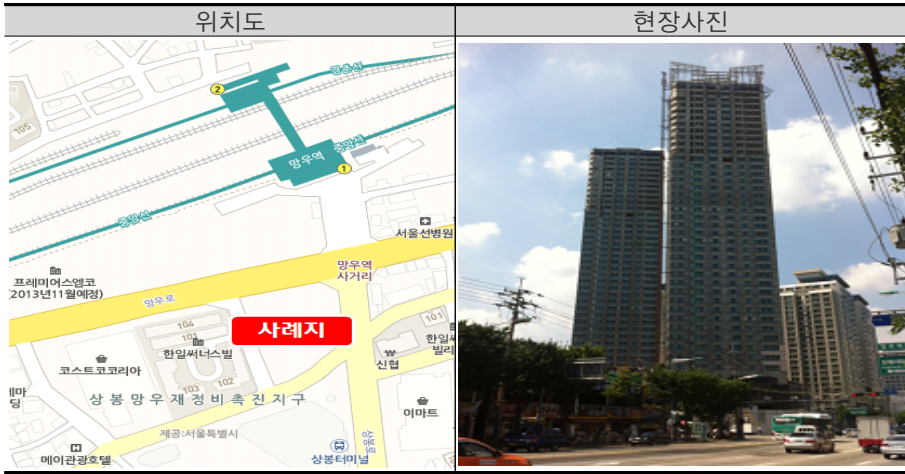 위치도
현장사진
경춘선
2
105
망우역
중앙선
1
중앙선
서울선병원
망우역
사거리
프레미어스엠코
(2013년11월예정)
망우로
사례지
104
101
한일써너스빌
코스트코코리아
103
102
신협
101
한일써
빌리
상봉망우재정비촉진지구
이마트
제공:서울특별시
상봉로
상봉터미널
메이관광호텔